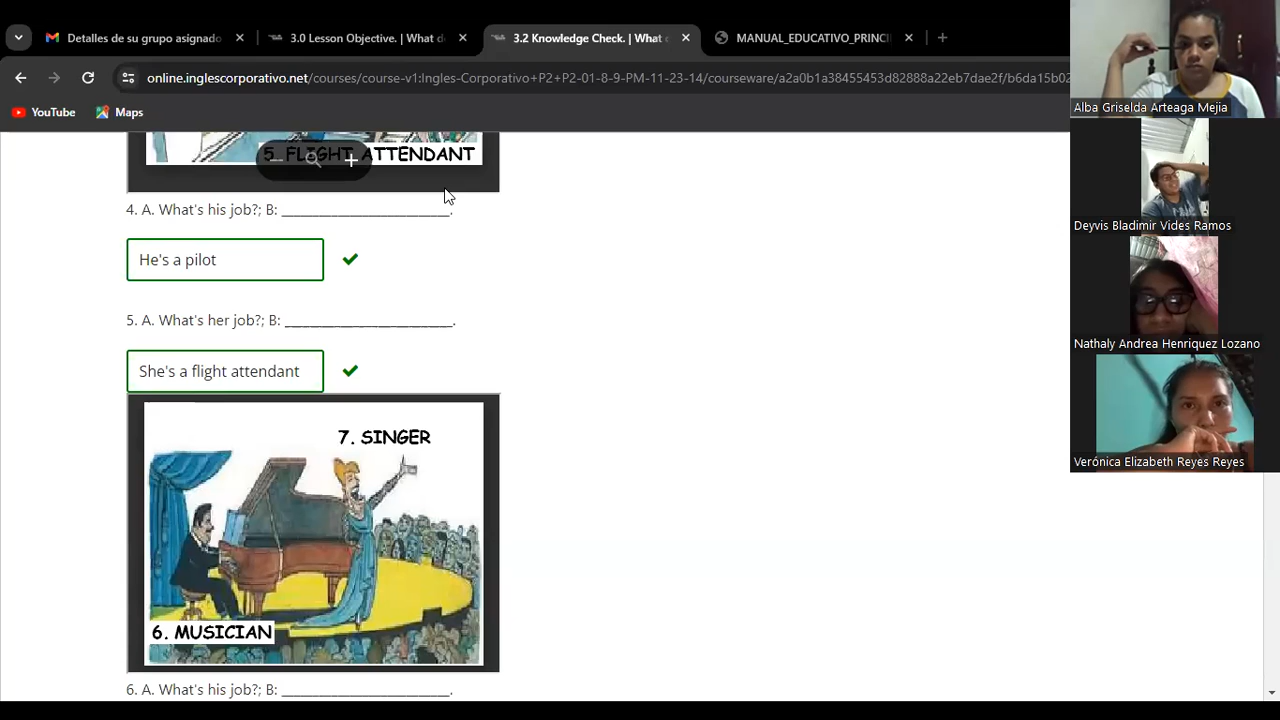 Detalles de su grupo asignado
3.0 Lesson Objective. | What d
3.2 Knowledge Check. | What
MANUAL_EDUCATIVO_PRINCI
online.inglescorporativo.net/courses/course-v1:Ingles-Corporativo+P2+P2-01-8-9-PM-11-23-14/courseware/a2a0b1a38455453d82888a22eb7dae2f/b6da15b02
YouTube
Maps
5. FLIGHT ATTENDANT
4. A. What's his job?; B: ________________________.
He's a pilot
5. A. What's her job?; B: ________________________.
She's a flight attendant
7. SINGER
6. MUSICIAN
6. A. What's his job?; B: ________________________.
Alba Griselda Arteaga Mejia
Deyvis Bladimir Vides Ramos
Nathaly Andrea Henriquez Lozano
Verónica Elizabeth Reyes Reyes